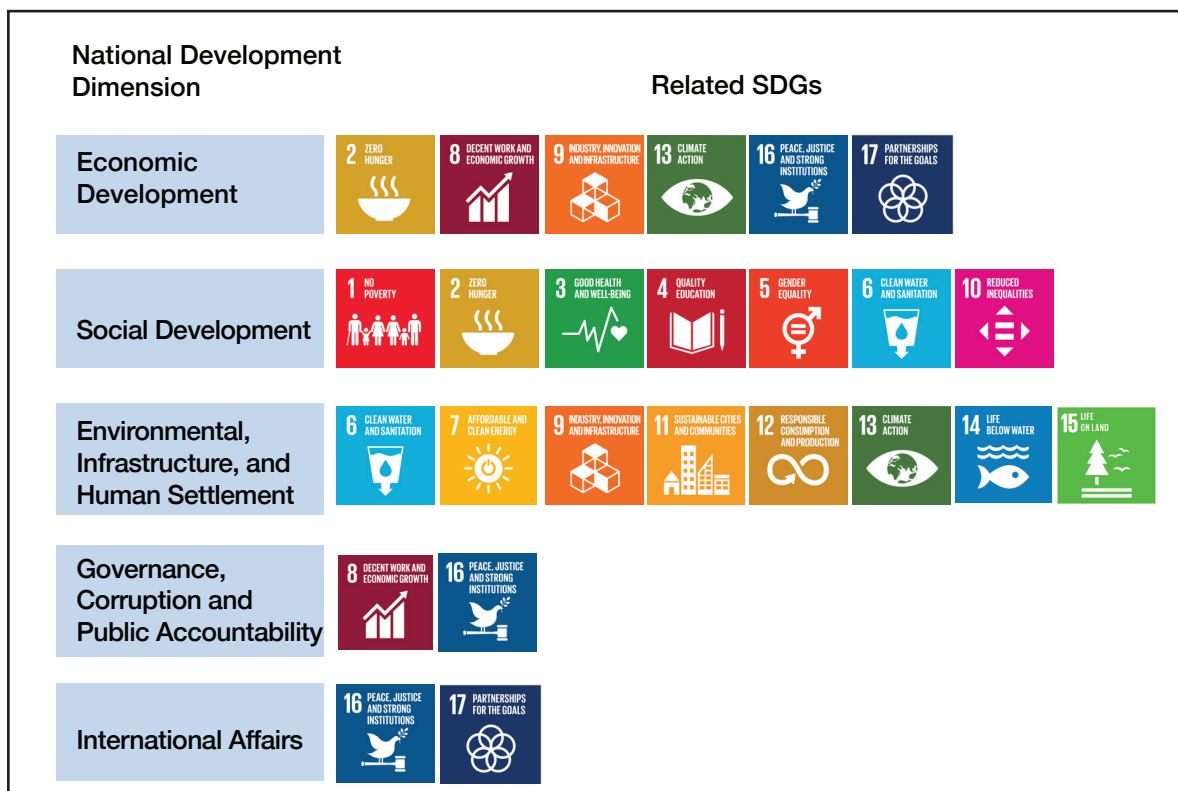 National Development
Dimension
Related SDGs
Economic
Development
2 ZERO
HUNGER
8 DECENT WORK AND
ECONOMIC GROWTH
9 INDUSTRY, INNOVATION
AND INFRASTRUCTURE
13 CLIMATE
ACTION
16 PEACE, JUSTICE
AND STRONG
INSTITUTIONS
17 PARTNERSHIPS
FOR THE GOALS
Social Development
1 NO
POVERTY
2 ZERO
HUNGER
3 GOOD HEALTH
AND WELL-BEING
4 QUALITY
EDUCATION
5 GENDER
EQUALITY
6 CLEAN WATER
AND SANITATION
10 REDUCED
INEQUALITIES
Environmental,
Infrastructure, and
Human Settlement
6 CLEAN WATER
AND SANITATION
7 AFFORDABLE AND
CLEAN ENERGY
9 INDUSTRY, INNOVATION
AND INFRASTRUCTURE
11 SUSTAINABLE CITIES
AND COMMUNITIES
12 RESPONSIBLE
CONSUMPTION
AND PRODUCTION
13 CLIMATE
ACTION
14 LIFE
BELOW WATER
15 LIFE
ON LAND
Governance,
Corruption and
Public Accountability
8 DECENT WORK AND
ECONOMIC GROWTH
16 PEACE, JUSTICE
AND STRONG
INSTITUTIONS
International Affairs
16 PEACE, JUSTICE
AND STRONG
INSTITUTIONS
17 PARTNERSHIPS
FOR THE GOALS